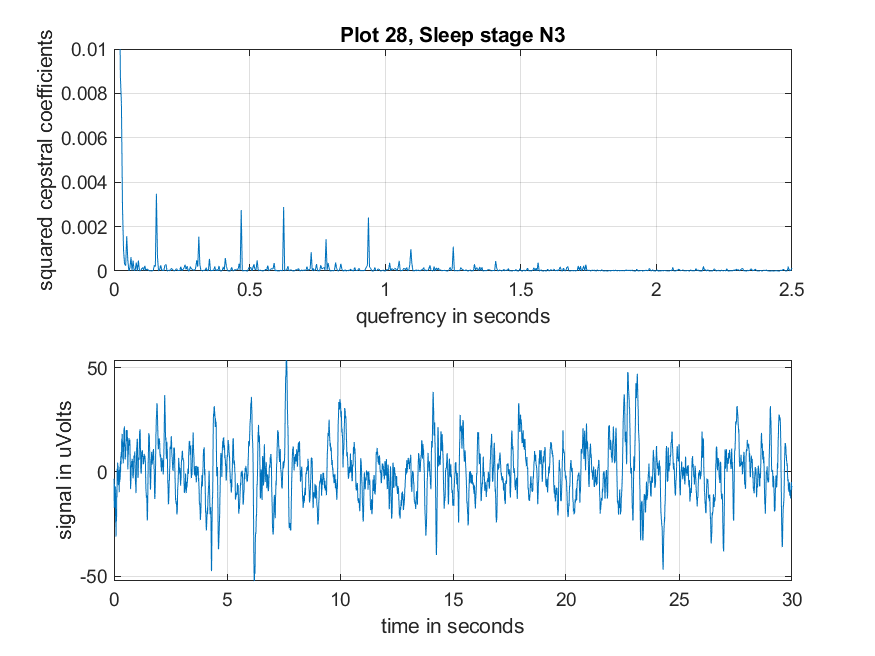 Plot 28, Sleep stage N3
squared cepstral coefficients
0.01
0.008
0.006
0.004
0.002
0
0 0.5 1 1.5 2 2.5
quefrency in seconds
signal in uVolts
50
0
-50
0 5 10 15 20 25 30
time in seconds